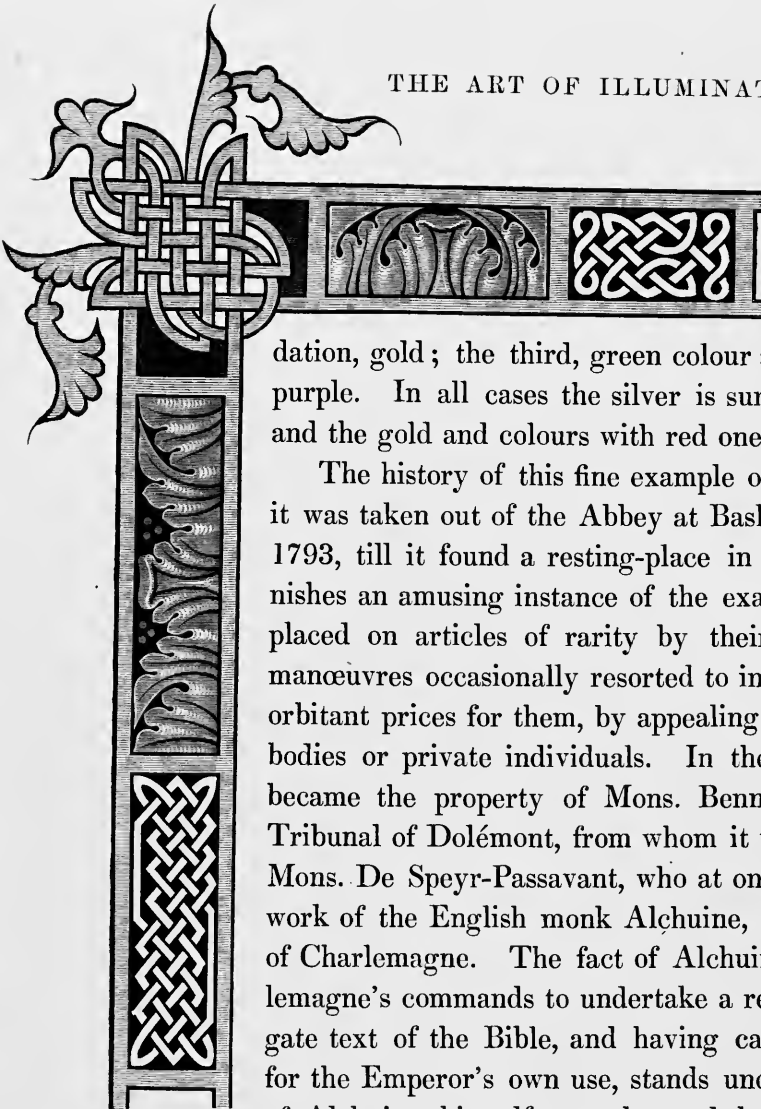 THE ART OF ILLUMINAT
dation, gold; the third, green colour
purple. In all cases the silver is sur
and the gold and colours with red one
The history of this fine example o
it was taken out of the Abbey at Basl
1793, till it found a resting-place in
nishes an amusing instance of the exa
placed on articles of rarity by their
manœuvres occasionally resorted to in
orbitant prices for them, by appealing
bodies or private individuals. In the
became the property of Mons. Benn
Tribunal of Dolémont, from whom it
Mons. De Speyr-Passavant, who at on
work of the English monk Alchuine,
of Charlemagne. The fact of Alchui
lemagne's commands to undertake a re
gate text of the Bible, and having ca
for the Emperor's own use, stands und